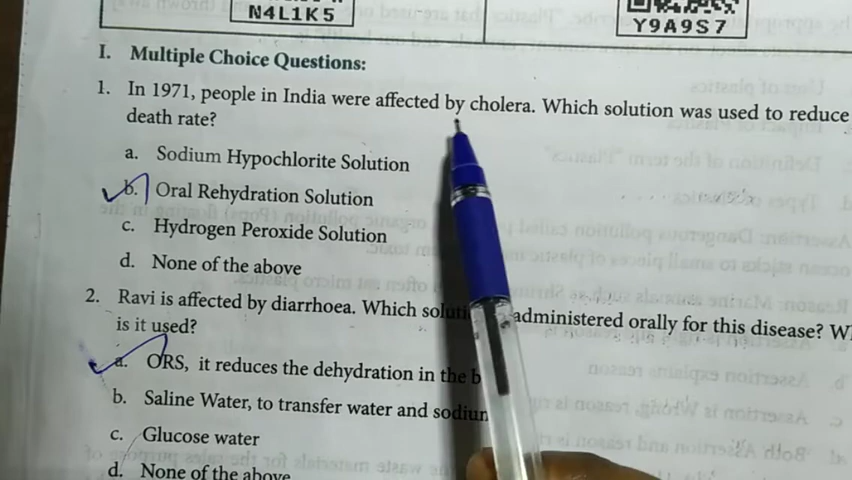 N4L1K5
Y9A9S7
I. Multiple Choice Questions:
1. In 1971, people in India were affected by cholera. Which solution was used to reduce
death rate?
a. Sodium Hypochlorite Solution
b. Oral Rehydration Solution
c. Hydrogen Peroxide Solution
d. None of the above
2. Ravi is affected by diarrhoea. Which administered orally for this disease?
is it used?
a. ORS, it reduces the dehydration in the
b. Saline Water, to transfer water and
c. Glucose water
d. None of the above